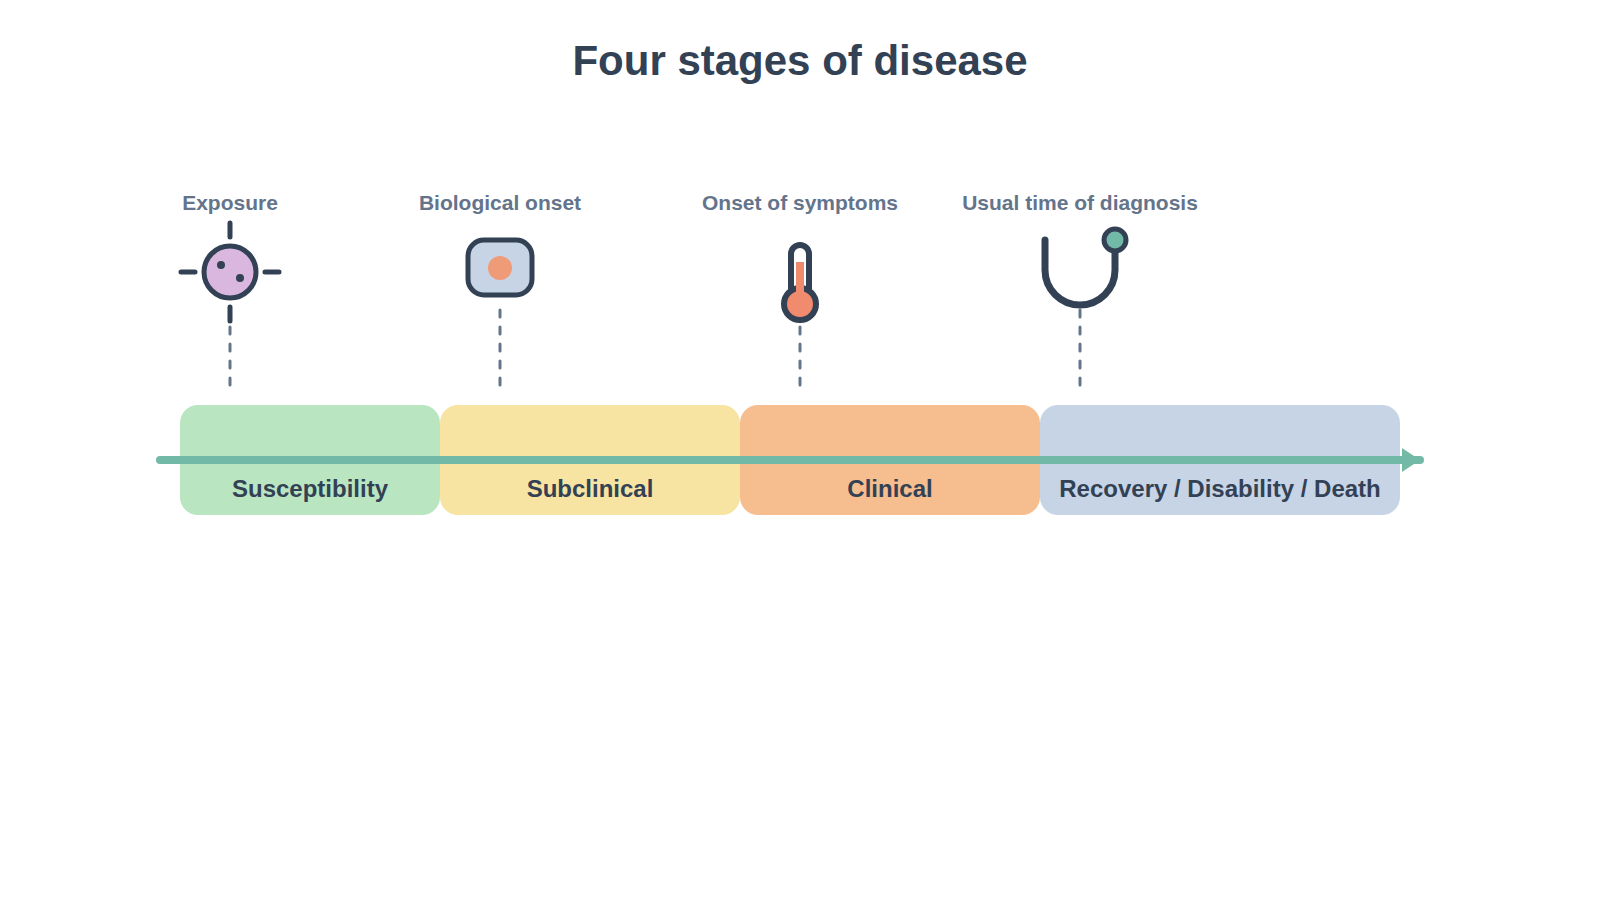 Four stages of disease
Exposure
Biological onset
Onset of symptoms
Usual time of diagnosis
Susceptibility
Subclinical
Clinical
Recovery / Disability / Death